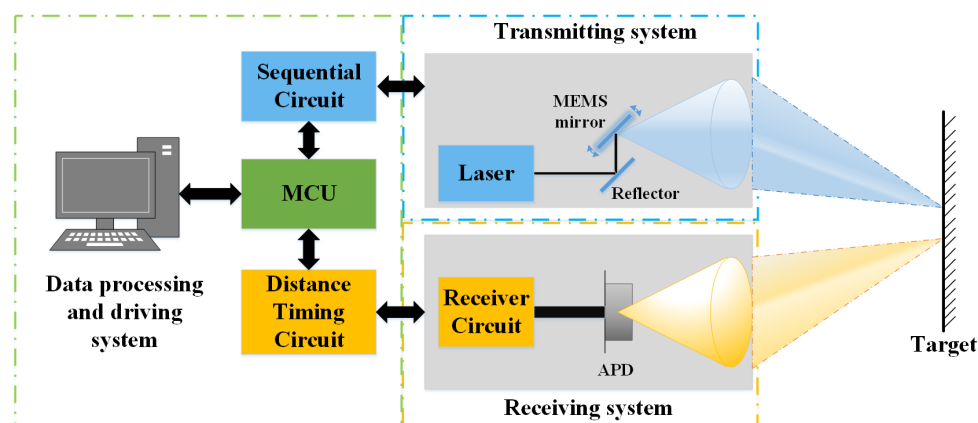 Transmitting system
Sequential
Circuit
MEMS
mirror
Laser
Reflector
MCU
Data processing
and driving
system
Distance
Timing
Circuit
Receiver
Circuit
APD
Target
Receiving system